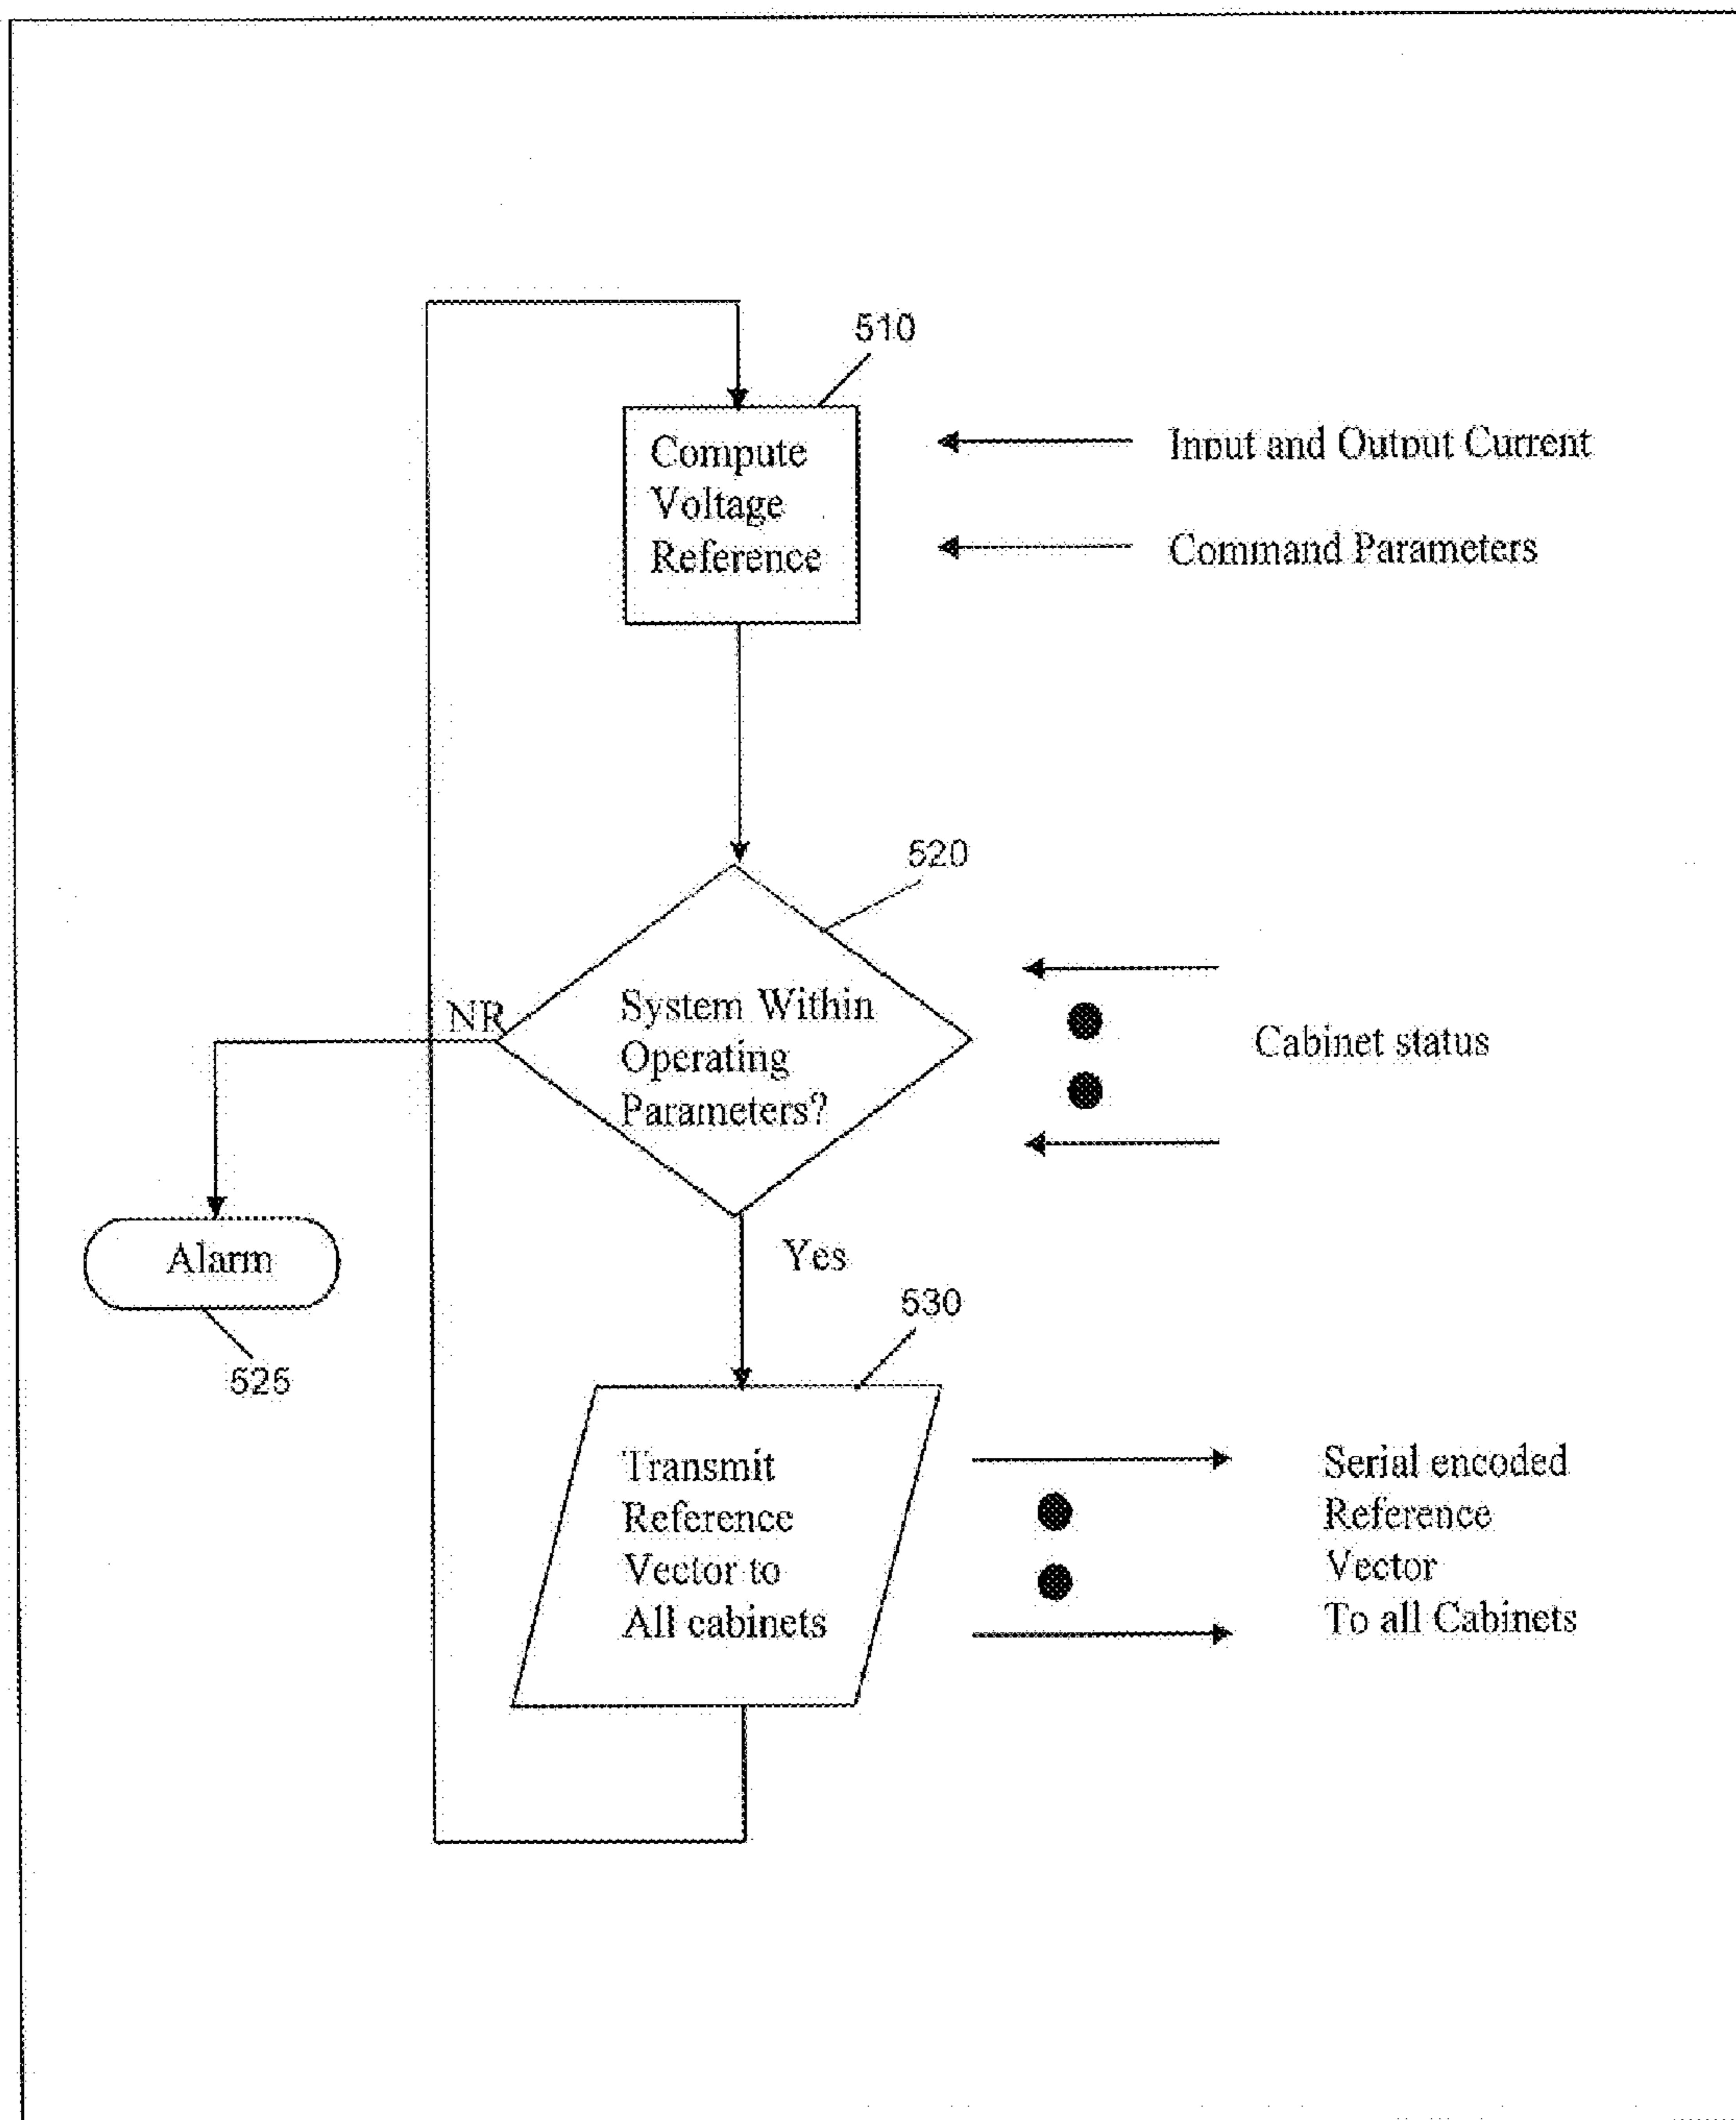 510
Compute
Voltage
Reference
Input and Output Current
Command Parameters
520
NR
System Within
Operating
Parameters?
Cabinet status
Alarm
525
Yes
530
Transmit
Reference
Vector to
All cabinets
Serial encoded
Reference
Vector
To all Cabinets